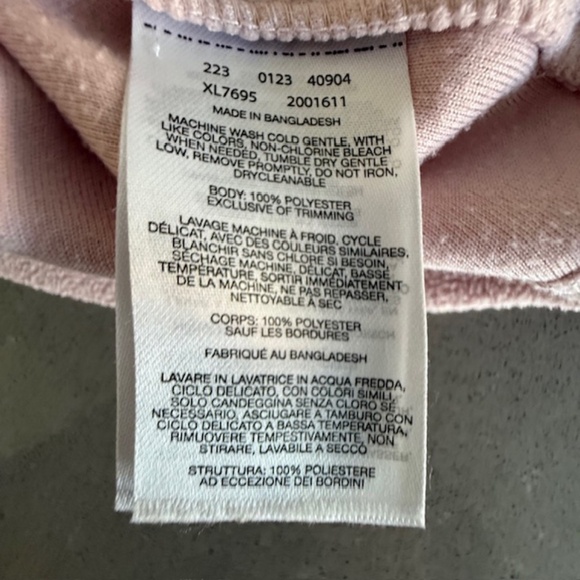 223 0123 40904
XL7695 2001611
MADE IN BANGLADESH
MACHINE WASH COLD GENTLE, WITH
LIKE COLORS, NON-CHLORINE BLEACH
WHEN NEEDED, TUMBLE DRY GENTLE
LOW, REMOVE PROMPTLY, DO NOT IRON,
DRYCLEANABLE
BODY: 100% POLYESTER
EXCLUSIVE OF TRIMMING
LAVAGE MACHINE À FROID, CYCLE
DÉLICAT, AVEC DES COULEURS SIMILAIRES,
BLANCHIR SANS CHLORE SI BESOIN,
SÉCHAGE MACHINE, DÉLICAT, BASSE
TEMPÉRATURE, SORTIR IMMÉDIATEMENT
DE LA MACHINE, NE PAS REPASSER,
NETTOYABLE À SEC
CORPS: 100% POLYESTER
SAUF LES BORDURES
FABRIQUÉ AU BANGLADESH
LAVARE IN LAVATRICE IN ACQUA FREDDA,
CICLO DELICATO, CON COLORI SIMILI,
SOLO CANDEGGINA SENZA CLORO SE
NECESSARIO, ASCIUGARE A TAMBURO CON
CICLO DELICATO A BASSA TEMPERATURA,
RIMUOVERE TEMPESTIVAMENTE, NON
STIRARE, LAVABILE A SECCO
STRUTTURA: 100% POLIESTERE
AD ECCEZIONE DEI BORDINI